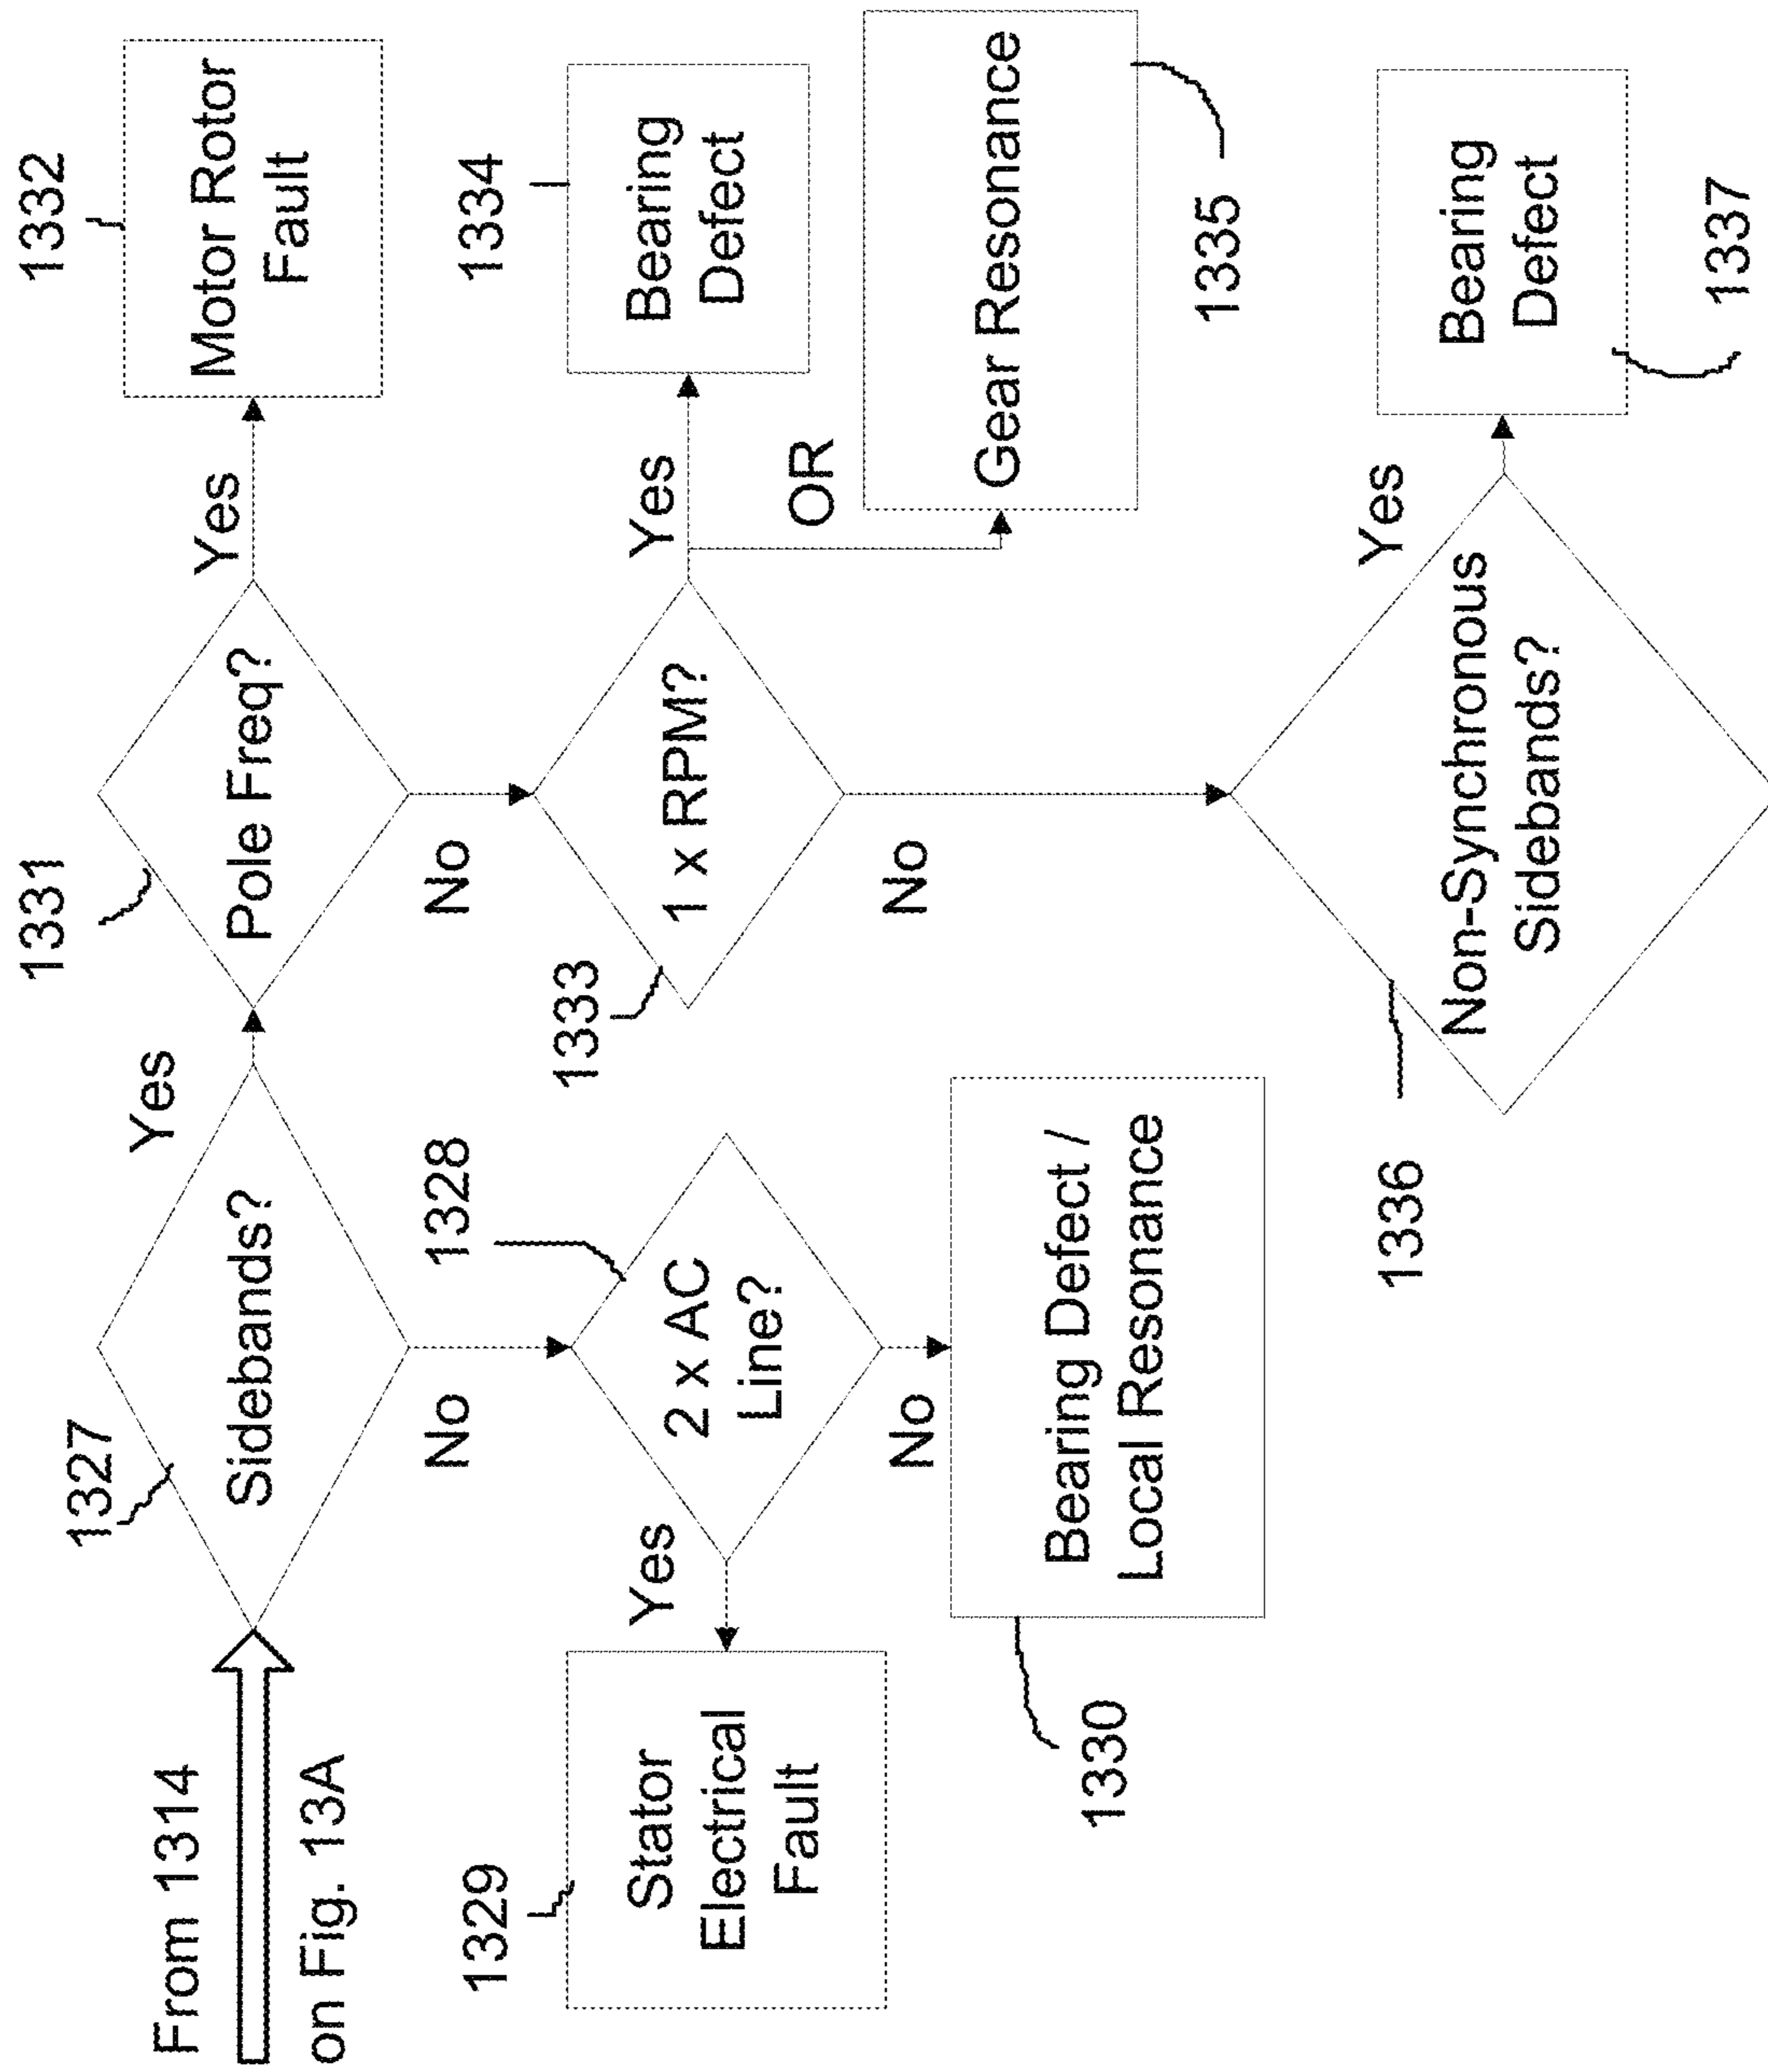 From 1314
on Fig. 13A
1327
Sidebands?
Yes
No
1331
Pole Freq?
Yes
No
1332
Motor Rotor
Fault
1328
2 x AC
Line?
Yes
No
1329
Stator
Electrical
Fault
1330
Bearing Defect /
Local Resonance
1333
1 x RPM?
Yes
OR
No
1334
Bearing
Defect
Gear Resonance
1335
1336
Non-Synchronous
Sidebands?
Yes
Bearing
Defect
1337